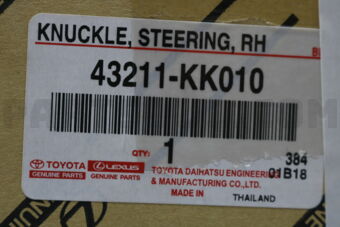 KNUCKLE, STEERING, RH
43211-KK010
QTY:
1
384
01B18
TOYOTA
GENUINE PARTS
LEXUS
GENUINE PARTS
TOYOTA DAIHATSU ENGINEERING
& MANUFACTURING CO., LTD.
MADE IN
THAILAND